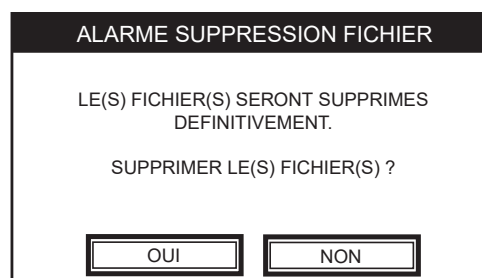 ALARME SUPPRESSION FICHIER
LE(S) FICHIER(S) SERONT SUPPRIMES
DEFINITIVEMENT.
SUPPRIMER LE(S) FICHIER(S) ?
OUI
NON